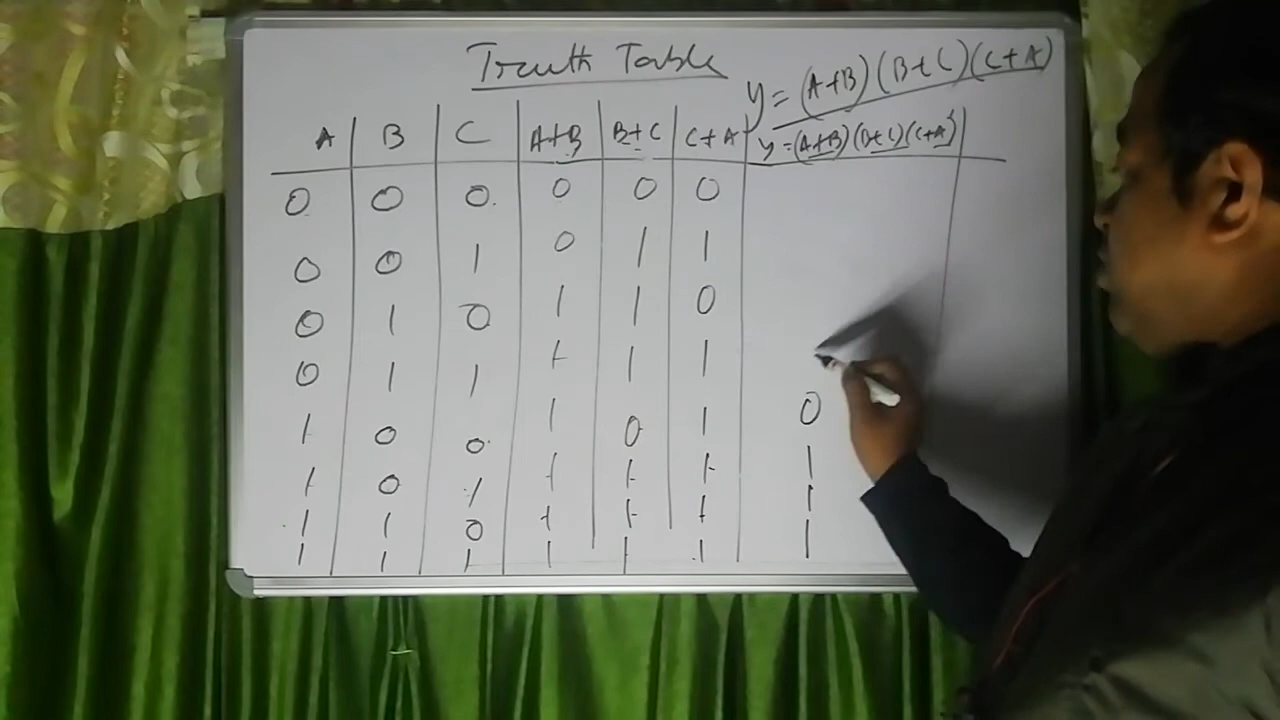 Truth Table
y = (A+B)(B+C)(C+A)
A B C A+B B+C C+A y = (A+B)(B+C)(C+A)
0 0 0 0 0 0
0 0 1 0 1 1
0 1 0 1 1 0
0 1 1 1 1 1
1 0 0 1 0 1 0
1 0 1 1 1 1 1
1 1 0 1 1 1 1
1 1 1 1 1 1 1